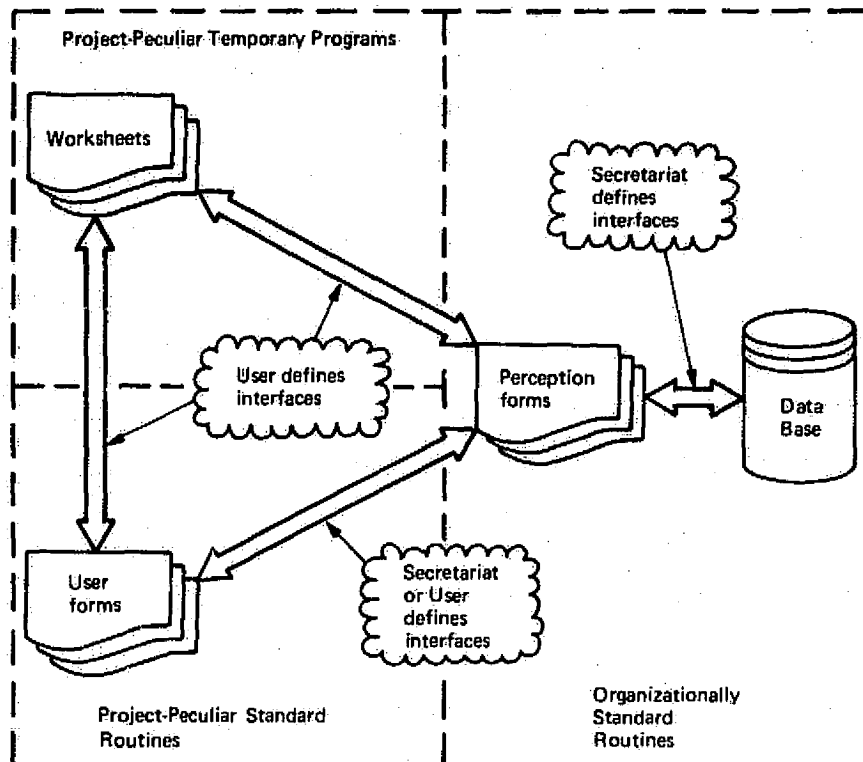 Project-Peculiar Temporary Programs
Worksheets
Secretariat
defines
interfaces
User defines
interfaces
Perception
forms
Data
Base
User
forms
Secretariat
or User
defines
interfaces
Project-Peculiar Standard
Routines
Organizationally
Standard
Routines